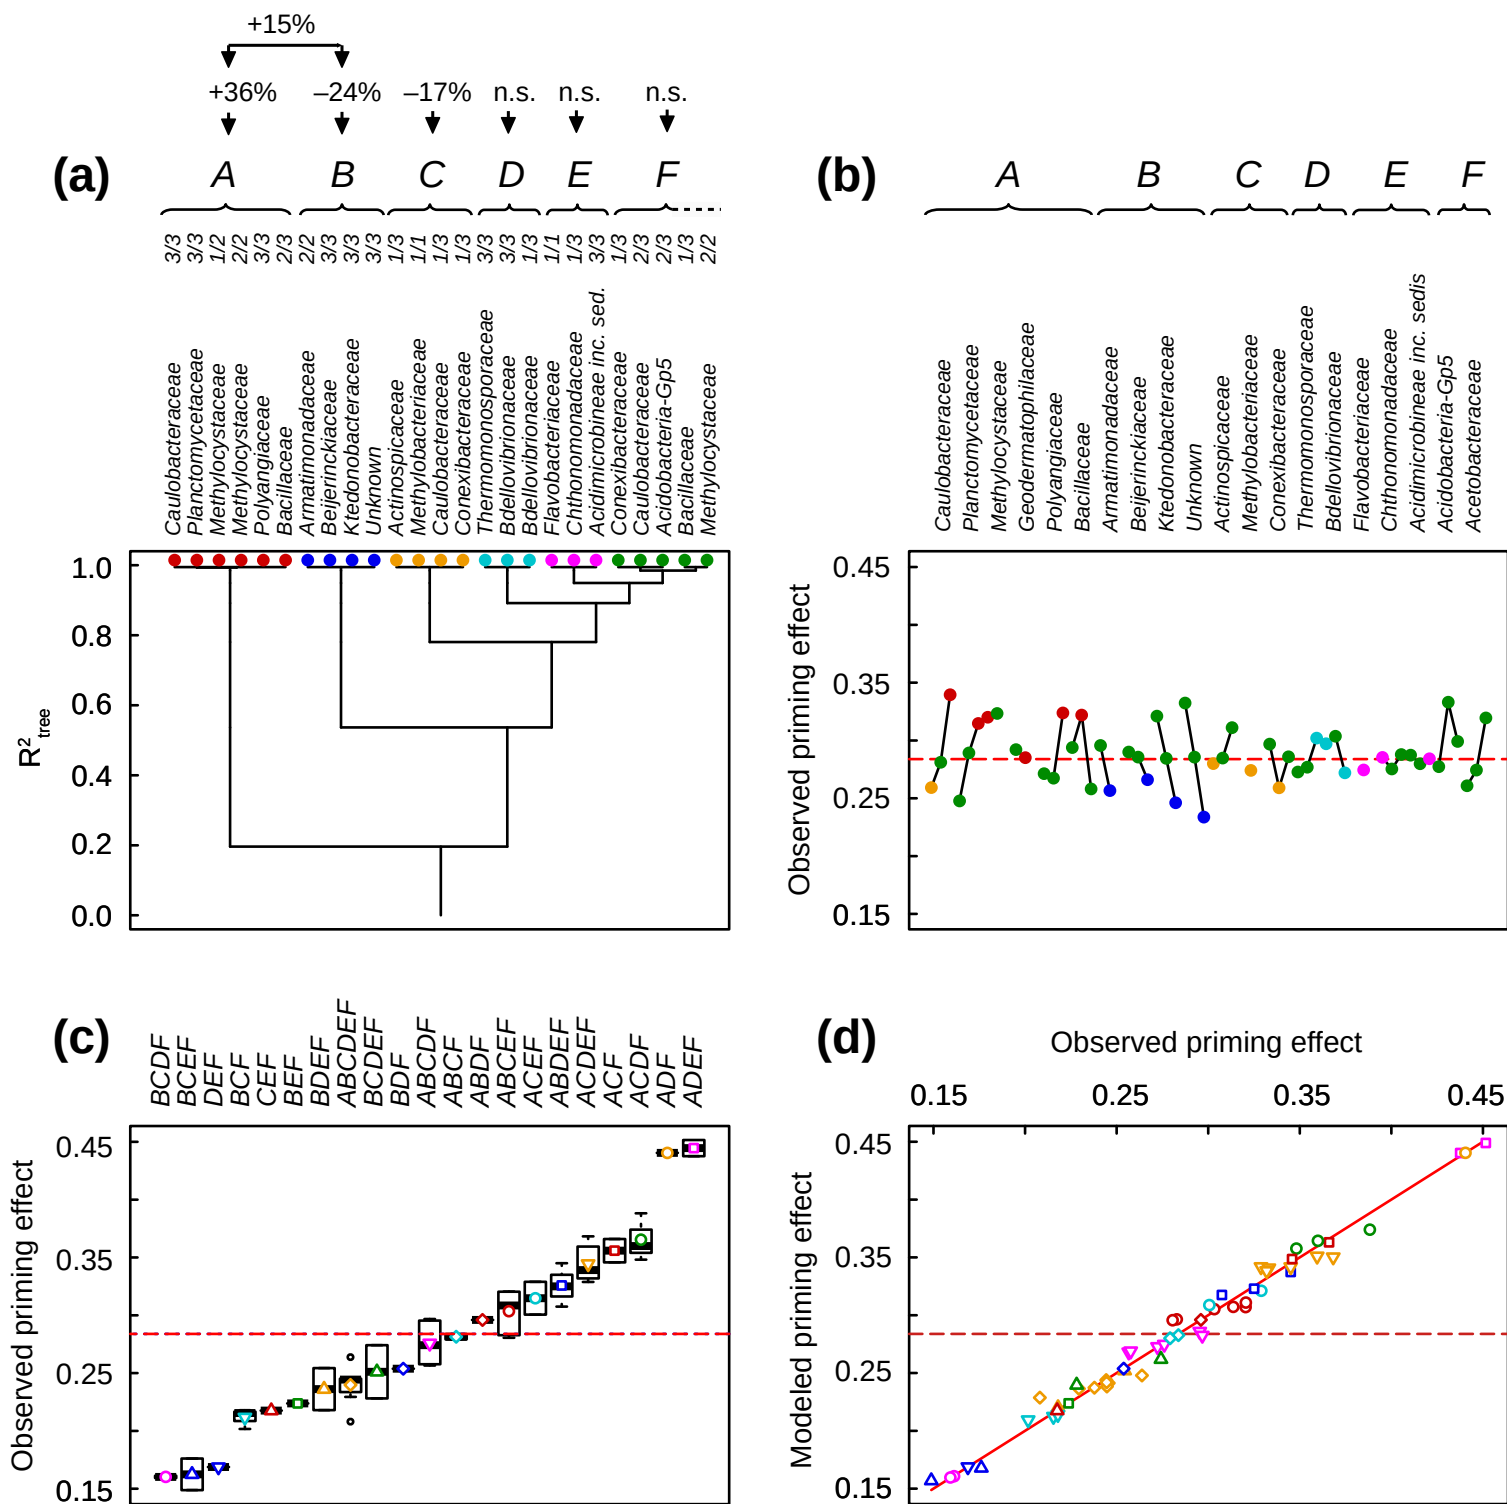 +15%
+36% –24% –17% n.s. n.s. n.s.
(a) A B C D E F
3/3 3/3 1/2 2/2 3/3 2/3 2/2 3/3 3/3 3/3 1/3 1/1 1/3 1/3 3/3 3/3 1/3 1/1 1/3 3/3 1/3 2/3 2/3 1/3 2/2
Caulobacteraceae
Planctomycetaceae
Methylocystaceae
Methylocystaceae
Polyangiaceae
Bacillaceae
Armatimonadaceae
Beijerinckiaceae
Ktedonobacteraceae
Unknown
Actinospicaceae
Methylobacteriaceae
Caulobacteraceae
Conexibacteraceae
Thermomonosporaceae
Bdellovibrionaceae
Bdellovibrionaceae
Flavobacteriaceae
Chthonomonadaceae
Acidimicrobineae inc. sed.
Conexibacteraceae
Caulobacteraceae
Acidobacteria-Gp5
Bacillaceae
Methylocystaceae
R²tree
1.0
0.8
0.6
0.4
0.2
0.0
(b) A B C D E F
Caulobacteraceae
Planctomycetaceae
Methylocystaceae
Geodermatophilaceae
Polyangiaceae
Bacillaceae
Armatimonadaceae
Beijerinckiaceae
Ktedonobacteraceae
Unknown
Actinospicaceae
Methylobacteriaceae
Conexibacteraceae
Thermomonosporaceae
Bdellovibrionaceae
Flavobacteriaceae
Chthonomonadaceae
Acidimicrobineae inc. sedis
Acidobacteria-Gp5
Acetobacteraceae
Observed priming effect
0.45
0.35
0.25
0.15
(c)
BCDF
BCEF
DEF
BCF
CEF
BEF
BDEF
ABCDEF
BCDEF
BDF
ABCDF
ABCF
ABDF
ABCEF
ACEF
ABDEF
ACDEF
ACF
ACDF
ADF
ADEF
Observed priming effect
0.45
0.35
0.25
0.15
(d) Observed priming effect
0.15 0.25 0.35 0.45
Modeled priming effect
0.45
0.35
0.25
0.15